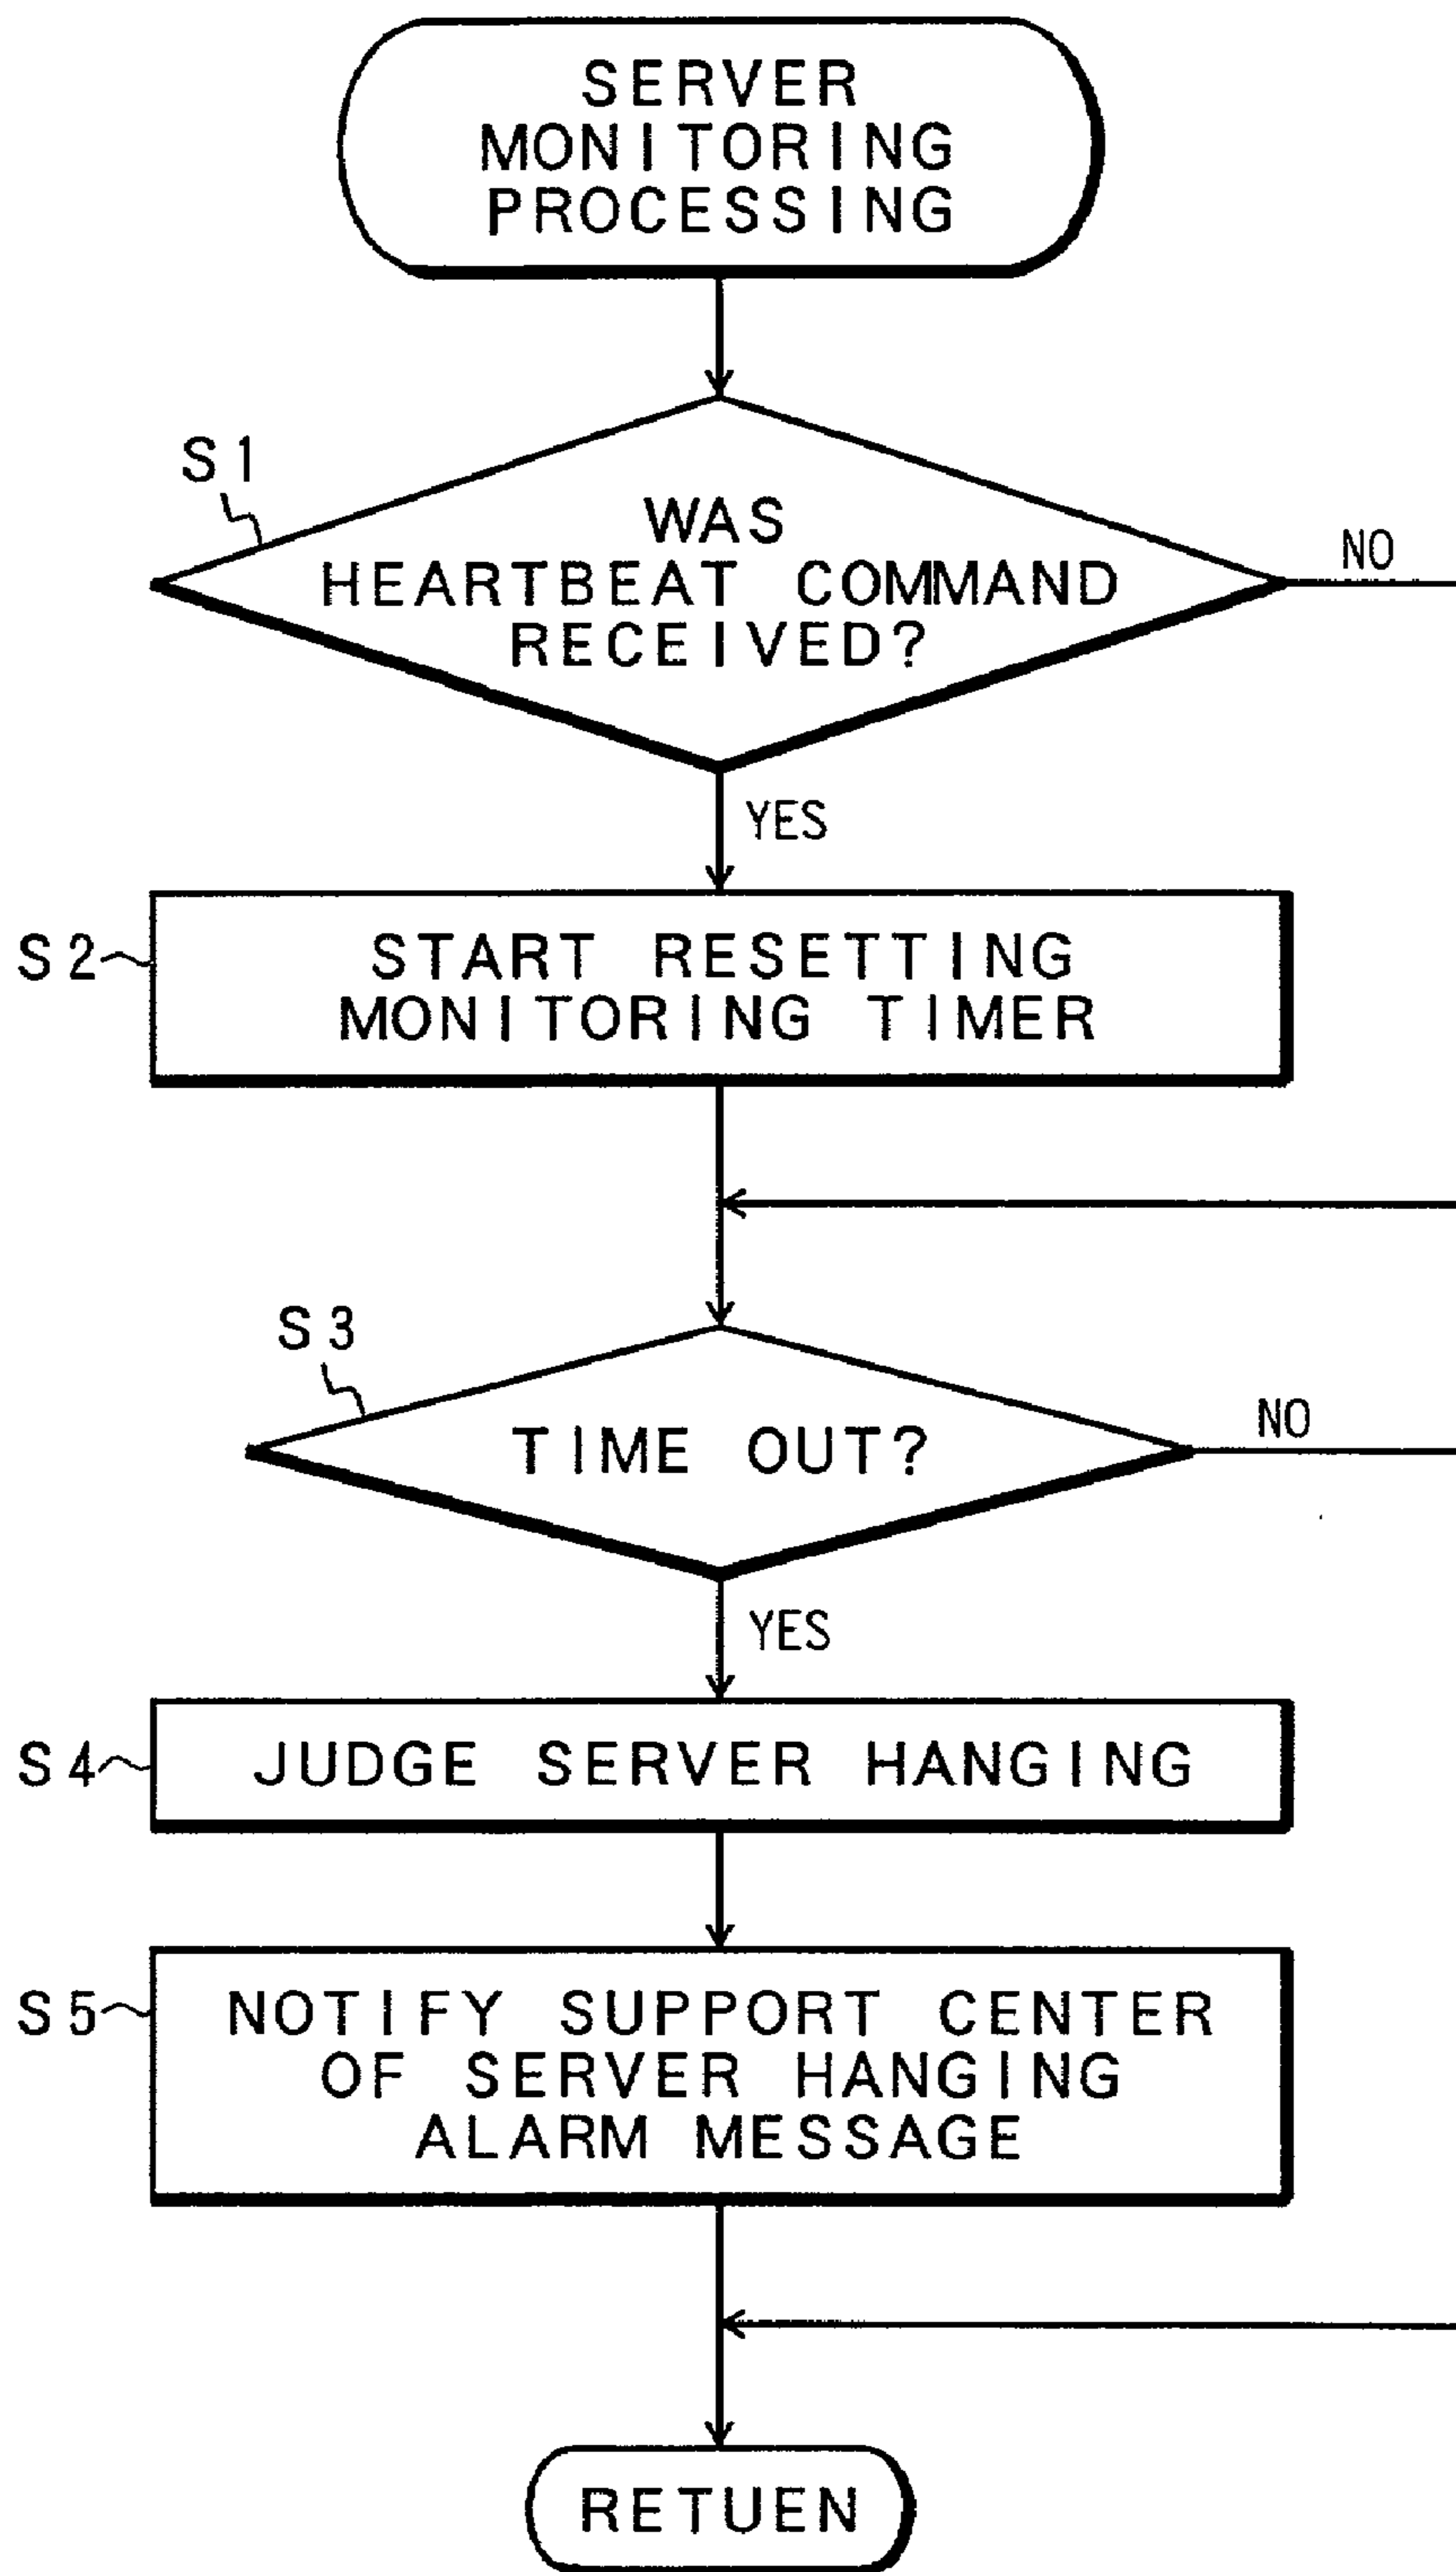 SERVER
MONITORING
PROCESSING
S1
WAS
HEARTBEAT COMMAND
RECEIVED?
NO
YES
S2
START RESETTING
MONITORING TIMER
S3
TIME OUT?
NO
YES
S4
JUDGE SERVER HANGING
S5
NOTIFY SUPPORT CENTER
OF SERVER HANGING
ALARM MESSAGE
RETUEN